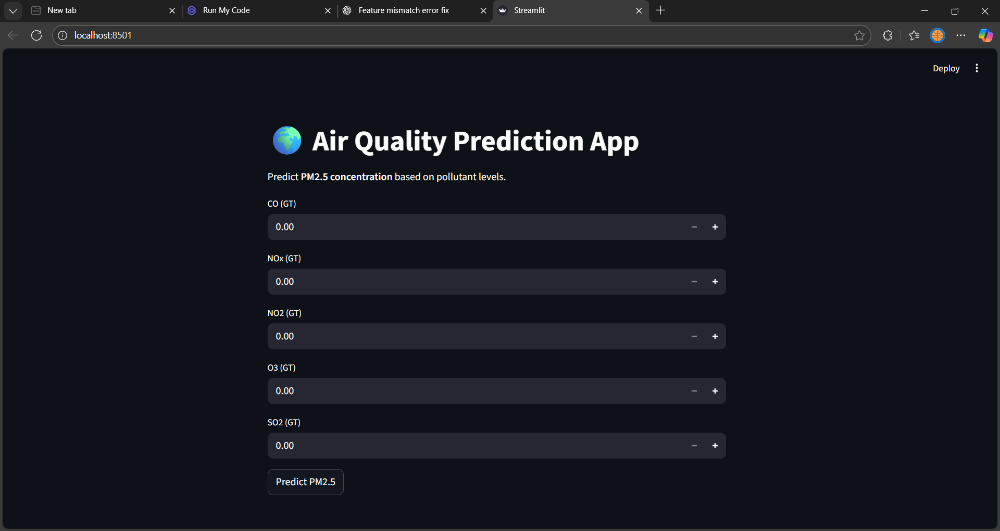 New tab
Run My Code
Feature mismatch error fix
Streamlit
localhost:8501
Deploy
Air Quality Prediction App
Predict PM2.5 concentration based on pollutant levels.
CO (GT)
0.00
NOx (GT)
0.00
NO2 (GT)
0.00
O3 (GT)
0.00
SO2 (GT)
0.00
Predict PM2.5